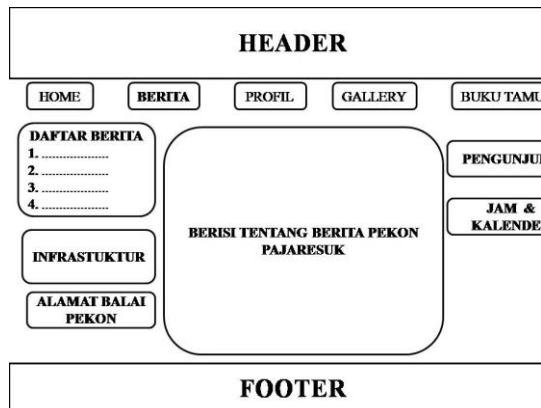 HEADER
HOME
BERITA
PROFIL
GALLERY
BUKU TAMU
DAFTAR BERITA
1. ....................
2. ....................
3. ....................
4. ....................
INFRASTUKTUR
ALAMAT BALAI
PEKON
BERISI TENTANG BERITA PEKON
PAJARESUK
PENGUNJU
JAM &
KALENDE
FOOTER